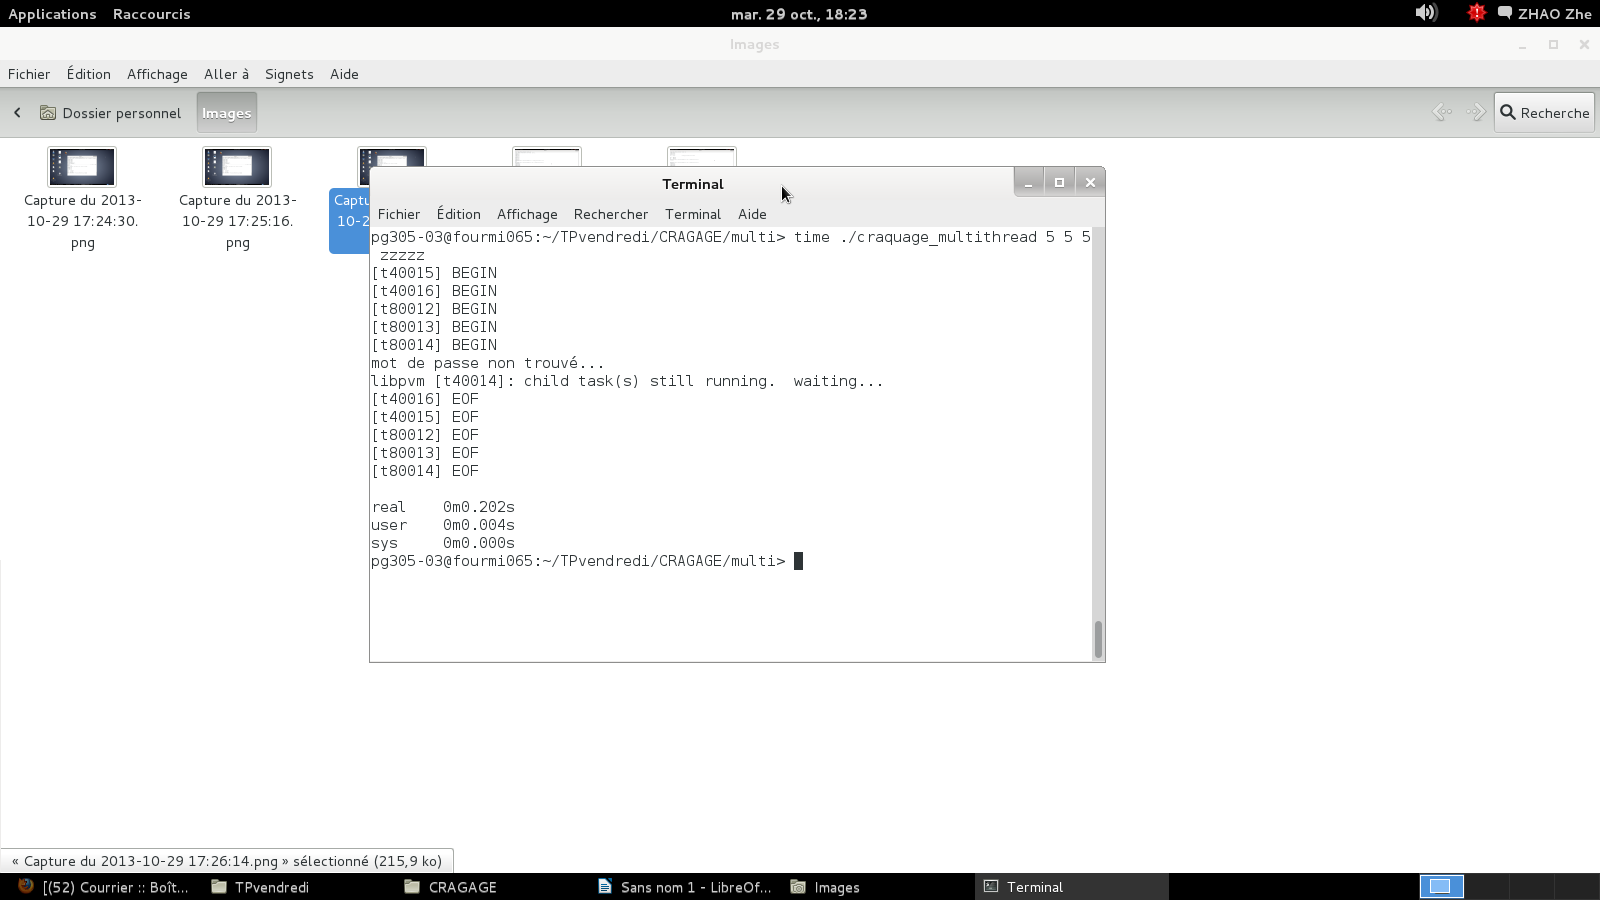 Applications Raccourcis mar. 29 oct., 18:23 ZHAO Zhe
Images
Fichier Édition Affichage Aller à Signets Aide
Dossier personnel Images Recherche
Capture du 2013-
10-29 17:24:30.
png
Capture du 2013-
10-29 17:25:16.
png
Captu
10-2
Terminal
Fichier Édition Affichage Rechercher Terminal Aide
pg305-03@fourmi065:~/TPvendredi/CRAGAGE/multi> time ./craquage_multithread 5 5 5
zzzzz
[t40015] BEGIN
[t40016] BEGIN
[t80012] BEGIN
[t80013] BEGIN
[t80014] BEGIN
mot de passe non trouvé...
libpvm [t40014]: child task(s) still running.  waiting...
[t40016] EOF
[t40015] EOF
[t80012] EOF
[t80013] EOF
[t80014] EOF
real 0m0.202s
user 0m0.004s
sys 0m0.000s
pg305-03@fourmi065:~/TPvendredi/CRAGAGE/multi>
« Capture du 2013-10-29 17:26:14.png » sélectionné (215,9 ko)
[(52) Courrier :: Boît... TPvendredi CRAGAGE Sans nom 1 - LibreOf... Images Terminal